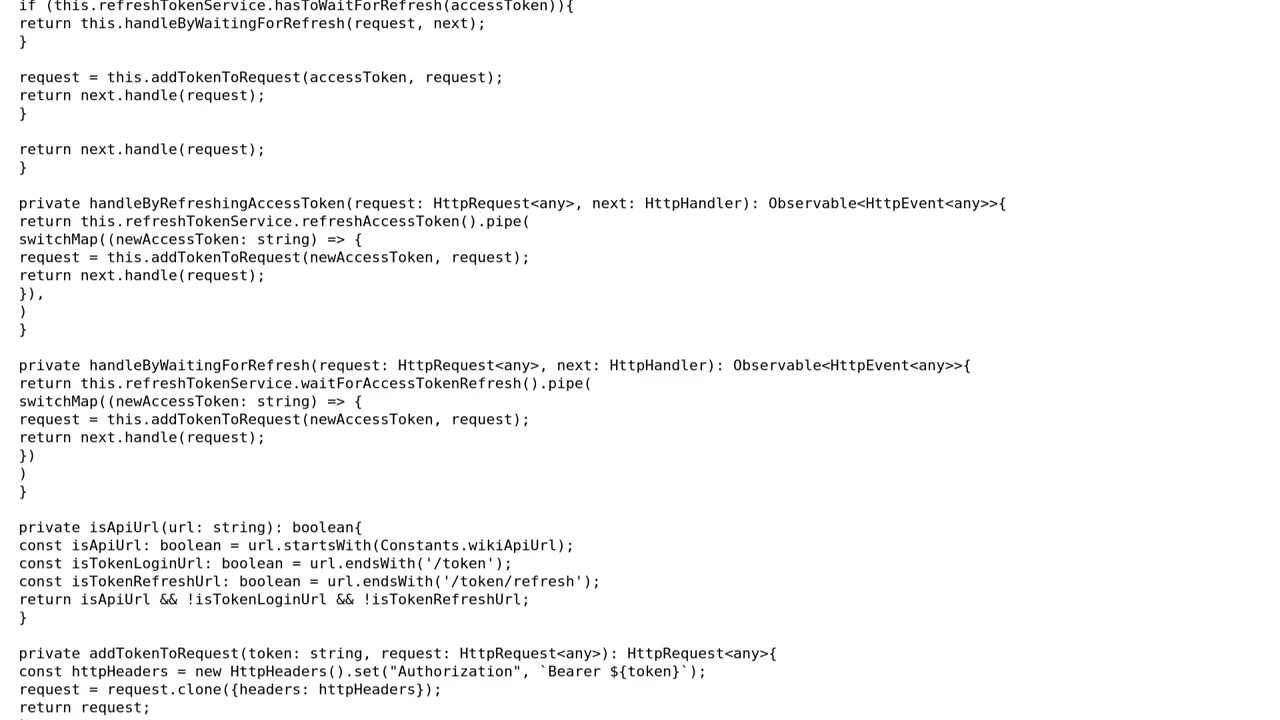 if (this.refreshTokenService.hasToWaitForRefresh(accessToken)){
return this.handleByWaitingForRefresh(request, next);
}
request = this.addTokenToRequest(accessToken, request);
return next.handle(request);
}
return next.handle(request);
}
private handleByRefreshingAccessToken(request: HttpRequest<any>, next: HttpHandler): Observable<HttpEvent<any>>{
return this.refreshTokenService.refreshAccessToken().pipe(
switchMap((newAccessToken: string) => {
request = this.addTokenToRequest(newAccessToken, request);
return next.handle(request);
}),
)
}
private handleByWaitingForRefresh(request: HttpRequest<any>, next: HttpHandler): Observable<HttpEvent<any>>{
return this.refreshTokenService.waitForAccessTokenRefresh().pipe(
switchMap((newAccessToken: string) => {
request = this.addTokenToRequest(newAccessToken, request);
return next.handle(request);
})
)
}
private isApiUrl(url: string): boolean{
const isApiUrl: boolean = url.startsWith(Constants.wikiApiUrl);
const isTokenLoginUrl: boolean = url.endsWith('/token');
const isTokenRefreshUrl: boolean = url.endsWith('/token/refresh');
return isApiUrl && !isTokenLoginUrl && !isTokenRefreshUrl;
}
private addTokenToRequest(token: string, request: HttpRequest<any>): HttpRequest<any>{
const httpHeaders = new HttpHeaders().set("Authorization", `Bearer ${token}`);
request = request.clone({headers: httpHeaders});
return request;